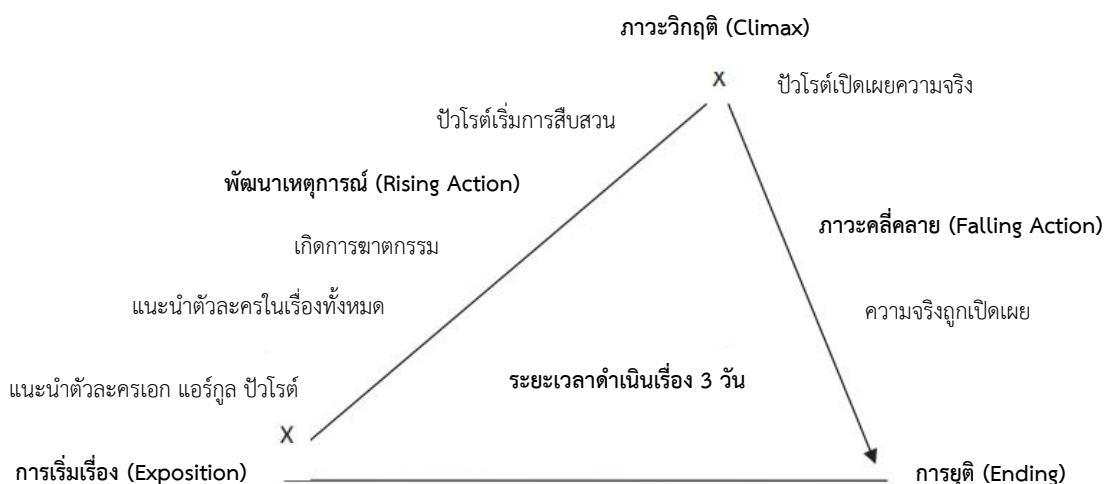 ภาวะวิกฤติ (Climax)
X
ปัวโรต์เปิดเผยความจริง
ปัวโรต์เริ่มการสืบสวน
พัฒนาเหตุการณ์ (Rising Action)
ภาวะคลี่คลาย (Falling Action)
เกิดการฆาตกรรม
แนะนำตัวละครในเรื่องทั้งหมด
ความจริงถูกเปิดเผย
ระยะเวลาดำเนินเรื่อง 3 วัน
แนะนำตัวละครเอก แอร์กูล ปัวโรต์
X
การเริ่มเรื่อง (Exposition)
การยุติ (Ending)